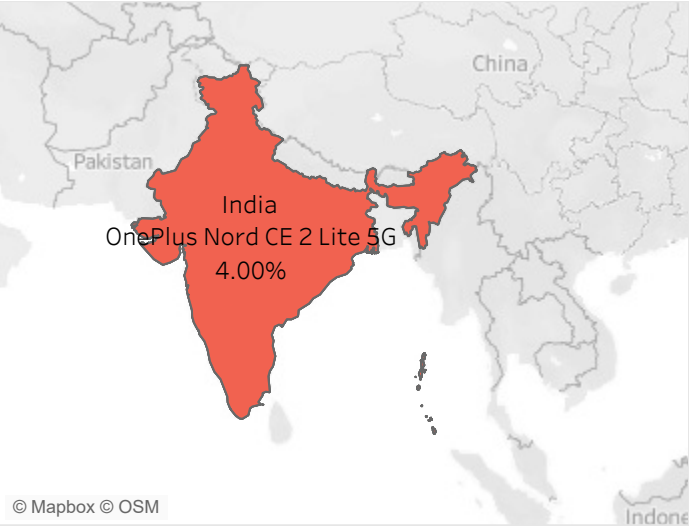 China
Pakistan
India
OnePlus Nord CE 2 Lite 5G
4.00%
© Mapbox © OSM
Indone